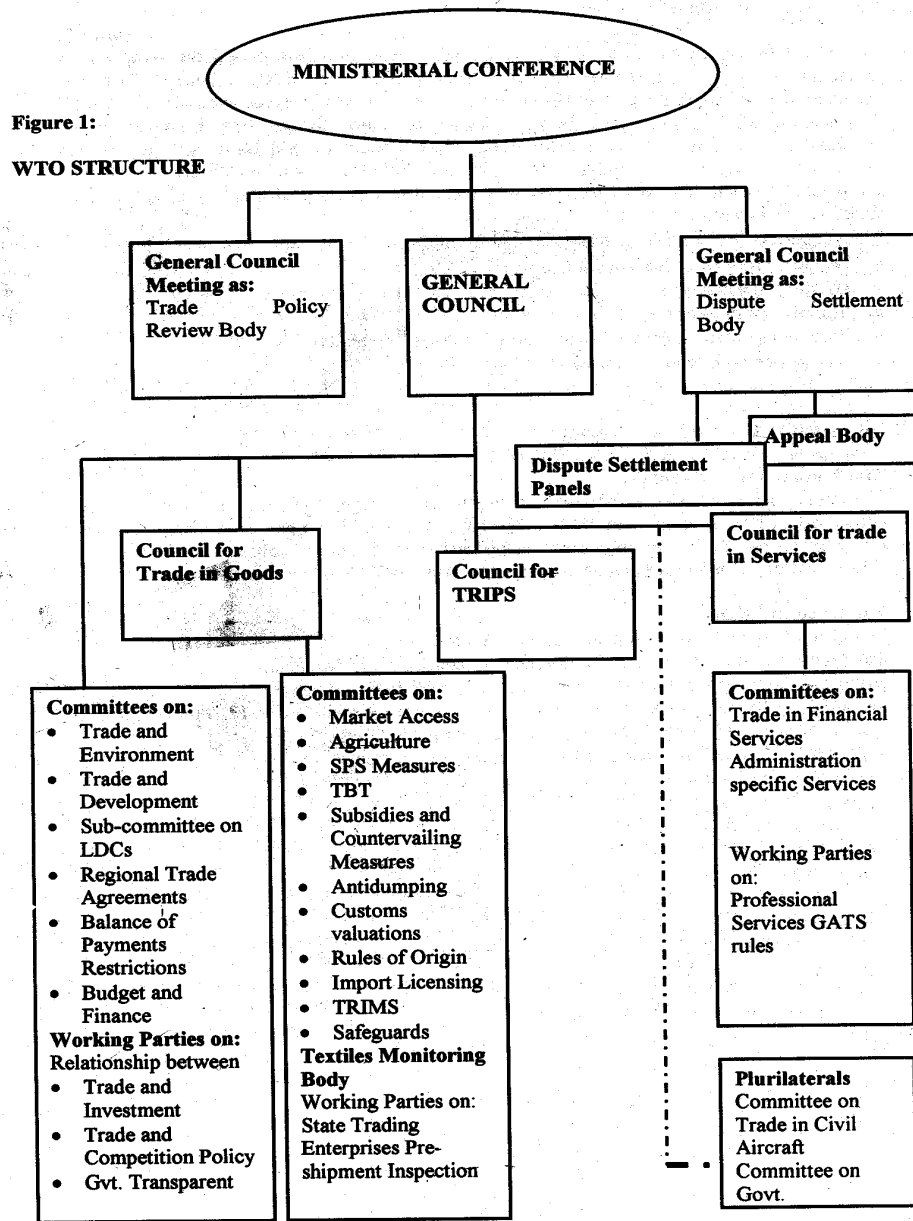 MINISTRERIAL CONFERENCE
Figure 1:
WTO STRUCTURE
General Council
Meeting as:
Trade Policy
Review Body
GENERAL
COUNCIL
General Council
Meeting as:
Dispute Settlement
Body
Appeal Body
Dispute Settlement
Panels
Council for
Trade in Goods
Council for
TRIPS
Council for trade
in Services
Committees on:
• Trade and
Environment
• Trade and
Development
• Sub-committee on
LDCs
• Regional Trade
Agreements
• Balance of
Payments
Restrictions
• Budget and
Finance
Working Parties on:
Relationship between
• Trade and
Investment
• Trade and
Competition Policy
• Gvt. Transparent
Committees on:
• Market Access
• Agriculture
• SPS Measures
• TBT
• Subsidies and
Countervailing
Measures
• Antidumping
• Customs
valuations
• Rules of Origin
• Import Licensing
• TRIMS
• Safeguards
Textiles Monitoring
Body
Working Parties on:
State Trading
Enterprises Pre-
shipment Inspection
Committees on:
Trade in Financial
Services
Administration
specific Services
Working Parties
on:
Professional
Services GATS
rules
Plurilaterals
Committee on
Trade in Civil
Aircraft
Committee on
Govt.